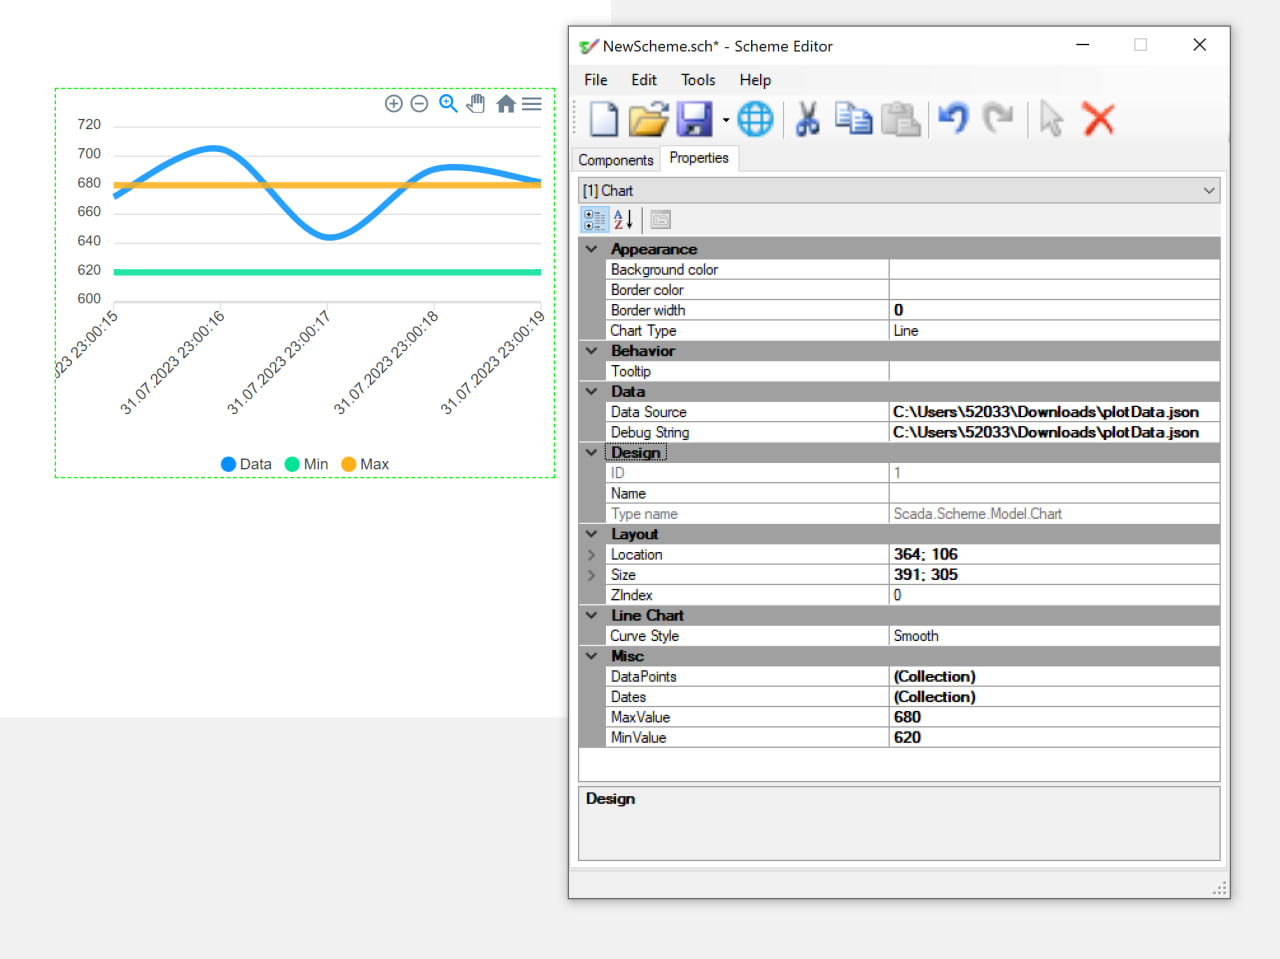 720
700
680
660
640
620
600
023 23:00:15
31.07.2023 23:00:16
31.07.2023 23:00:17
31.07.2023 23:00:18
31.07.2023 23:00:19
Data Min Max
NewScheme.sch* - Scheme Editor
File Edit Tools Help
Components Properties
[1] Chart
Appearance
Background color
Border color
Border width 0
Chart Type Line
Behavior
Tooltip
Data
Data Source C:\Users\52033\Downloads\plotData.json
Debug String C:\Users\52033\Downloads\plotData.json
Design
ID 1
Name
Type name Scada.Scheme.Model.Chart
Layout
Location 364; 106
Size 391; 305
ZIndex 0
Line Chart
Curve Style Smooth
Misc
DataPoints (Collection)
Dates (Collection)
MaxValue 680
MinValue 620
Design